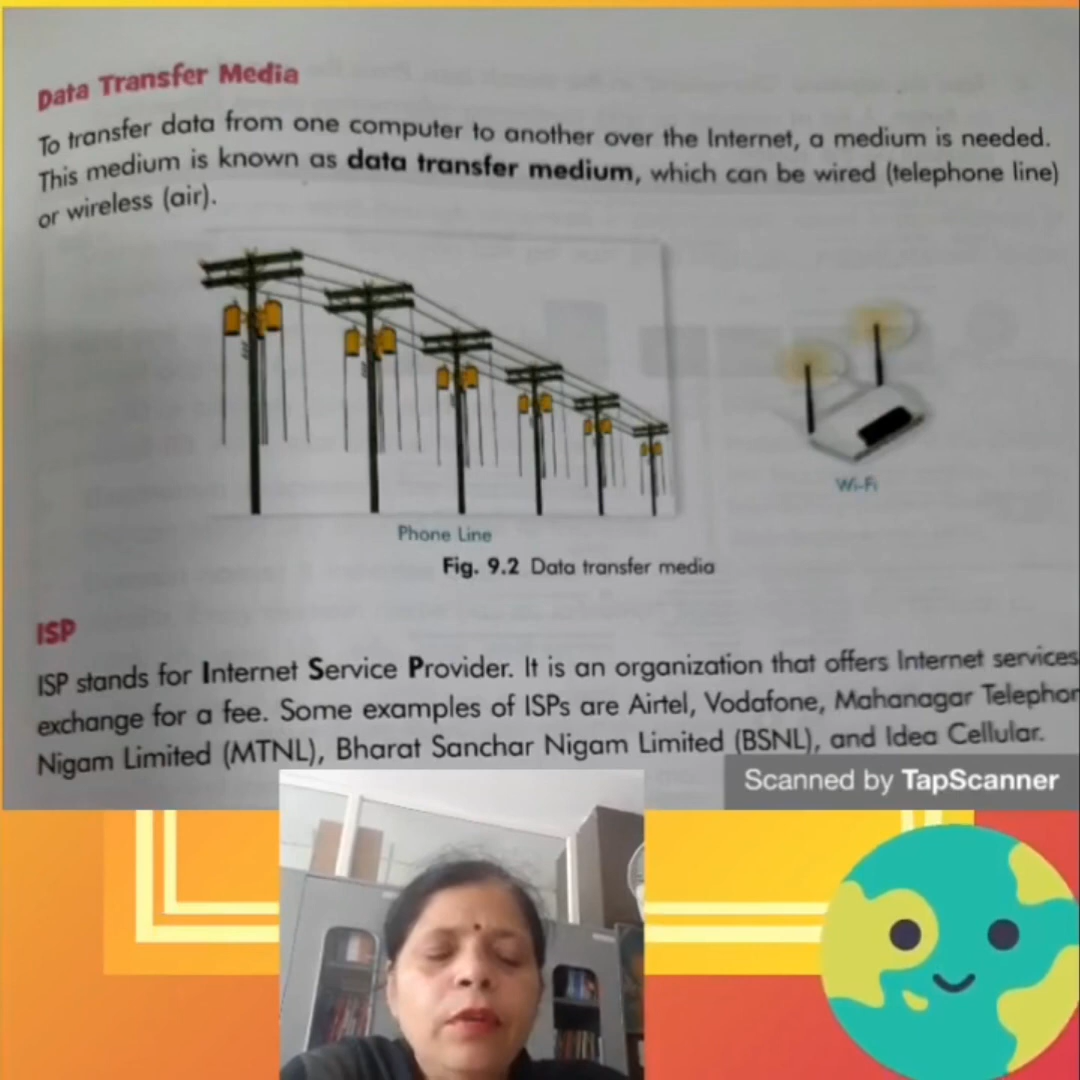 Data Transfer Media
To transfer data from one computer to another over the Internet, a medium is needed.
This medium is known as data transfer medium, which can be wired (telephone line)
or wireless (air).
Phone Line
Wi-Fi
Fig. 9.2 Data transfer media
ISP
ISP stands for Internet Service Provider. It is an organization that offers Internet services
exchange for a fee. Some examples of ISPs are Airtel, Vodafone, Mahanagar Telephon
Nigam Limited (MTNL), Bharat Sanchar Nigam Limited (BSNL), and Idea Cellular.
Scanned by TapScanner